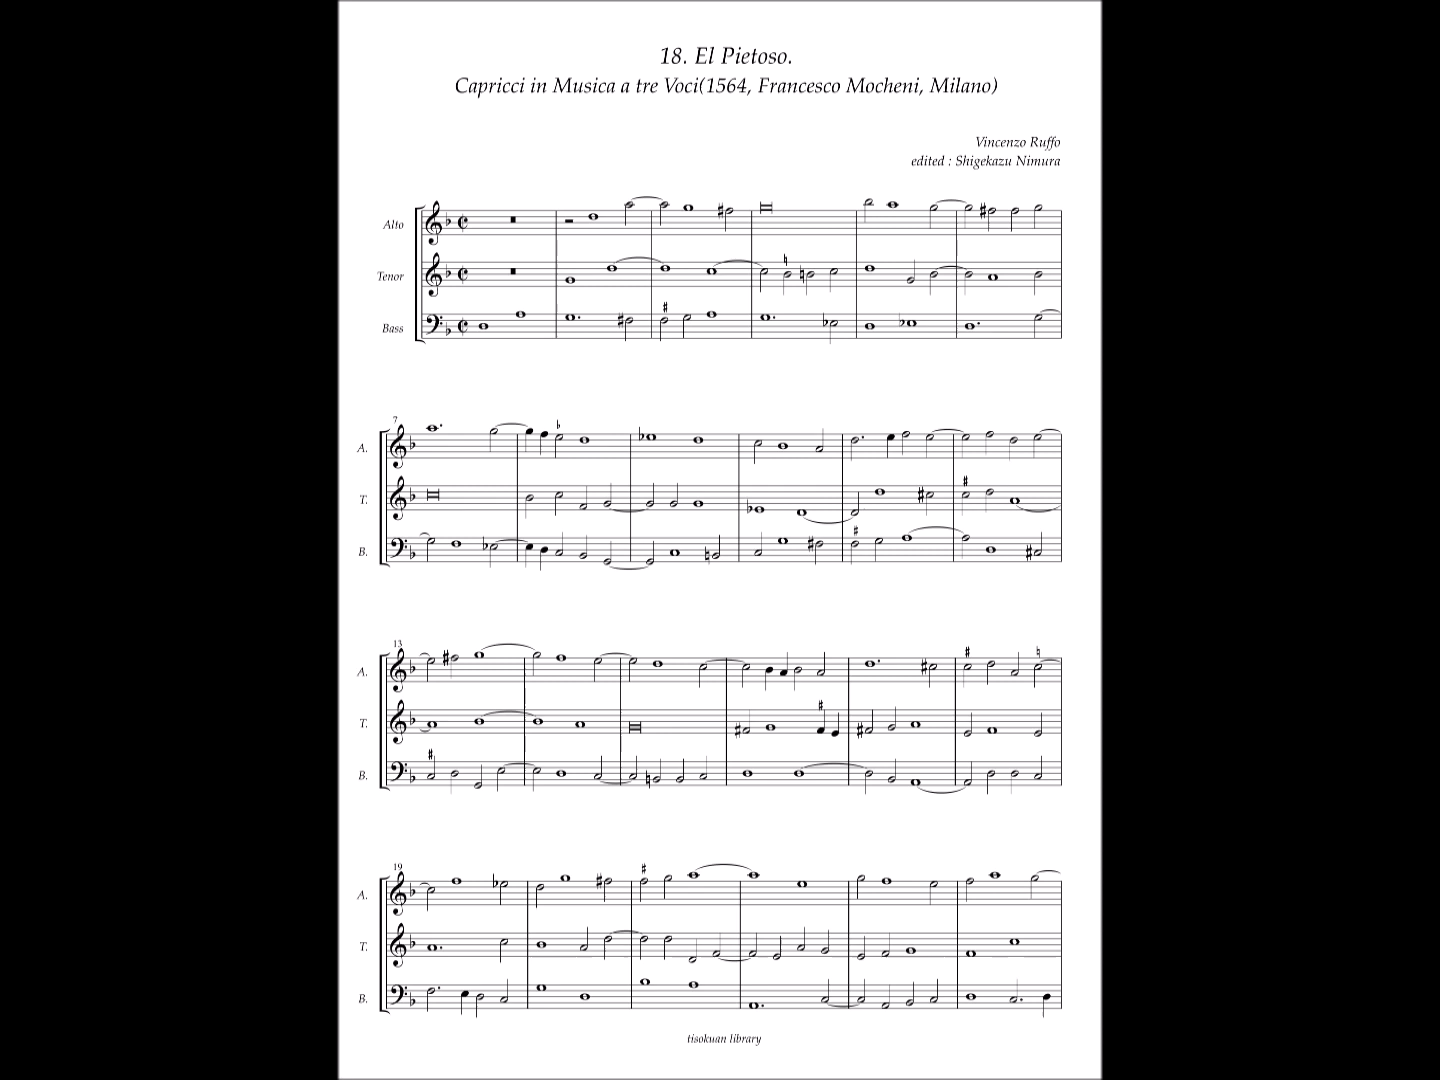 18. El Pietoso.
Capricci in Musica a tre Voci(1564, Francesco Mocheni, Milano)
Vincenzo Ruffo
edited : Shigekazu Nimura
Alto
Tenor
Bass
7
A.
T.
B.
13
A.
T.
B.
19
A.
T.
B.
tisokuan library